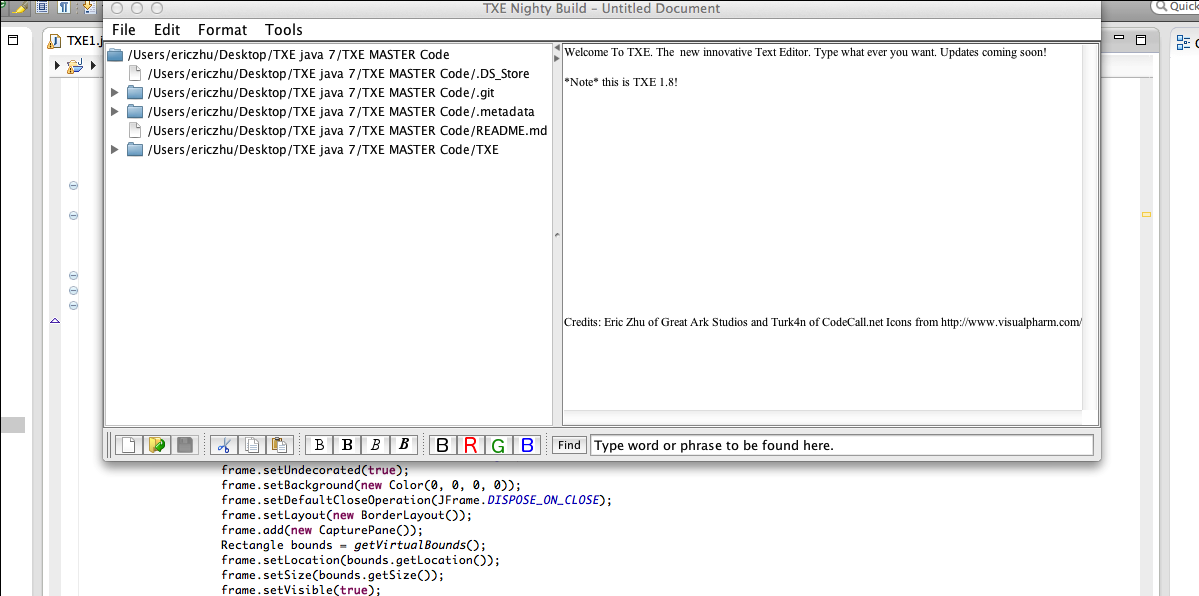 Quick
TXE Nighty Build – Untitled Document
TXE1.j
File Edit Format Tools
/Users/ericzhu/Desktop/TXE java 7/TXE MASTER Code
/Users/ericzhu/Desktop/TXE java 7/TXE MASTER Code/.DS_Store
/Users/ericzhu/Desktop/TXE java 7/TXE MASTER Code/.git
/Users/ericzhu/Desktop/TXE java 7/TXE MASTER Code/.metadata
/Users/ericzhu/Desktop/TXE java 7/TXE MASTER Code/README.md
/Users/ericzhu/Desktop/TXE java 7/TXE MASTER Code/TXE
Welcome To TXE. The  new innovative Text Editor. Type what ever you want. Updates coming soon!
*Note* this is TXE 1.8!
Credits: Eric Zhu of Great Ark Studios and Turk4n of CodeCall.net Icons from http://www.visualpharm.com/
B B B B B R G B Find Type word or phrase to be found here.
frame.setUndecorated(true);
frame.setBackground(new Color(0, 0, 0, 0));
frame.setDefaultCloseOperation(JFrame.DISPOSE_ON_CLOSE);
frame.setLayout(new BorderLayout());
frame.add(new CapturePane());
Rectangle bounds = getVirtualBounds();
frame.setLocation(bounds.getLocation());
frame.setSize(bounds.getSize());
frame.setVisible(true);